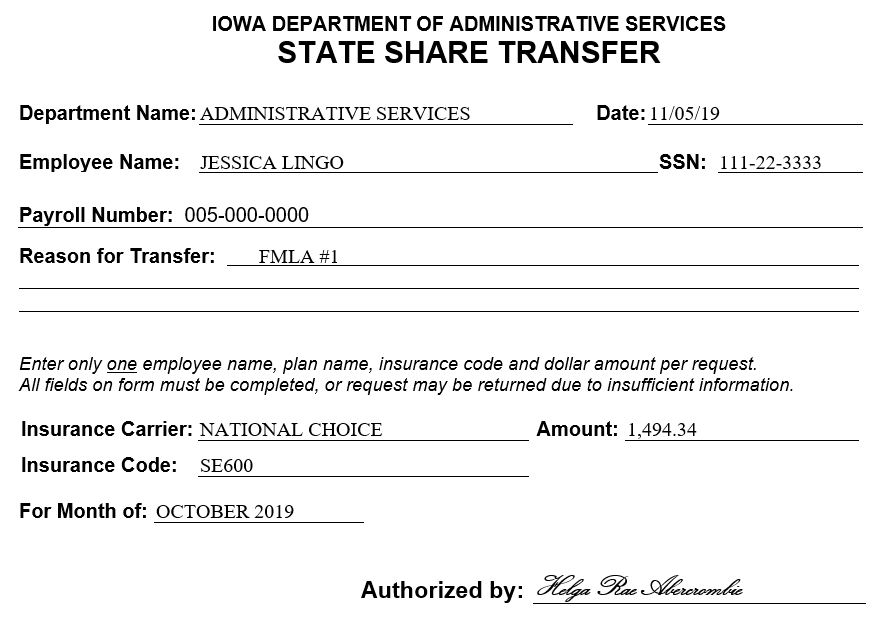 IOWA DEPARTMENT OF ADMINISTRATIVE SERVICES
STATE SHARE TRANSFER
Department Name: ADMINISTRATIVE SERVICES Date: 11/05/19
Employee Name: JESSICA LINGO SSN: 111-22-3333
Payroll Number: 005-000-0000
Reason for Transfer: FMLA #1
Enter only one employee name, plan name, insurance code and dollar amount per request.
All fields on form must be completed, or request may be returned due to insufficient information.
Insurance Carrier: NATIONAL CHOICE Amount: 1,494.34
Insurance Code: SE600
For Month of: OCTOBER 2019
Authorized by: Helga Rae Abercrombie